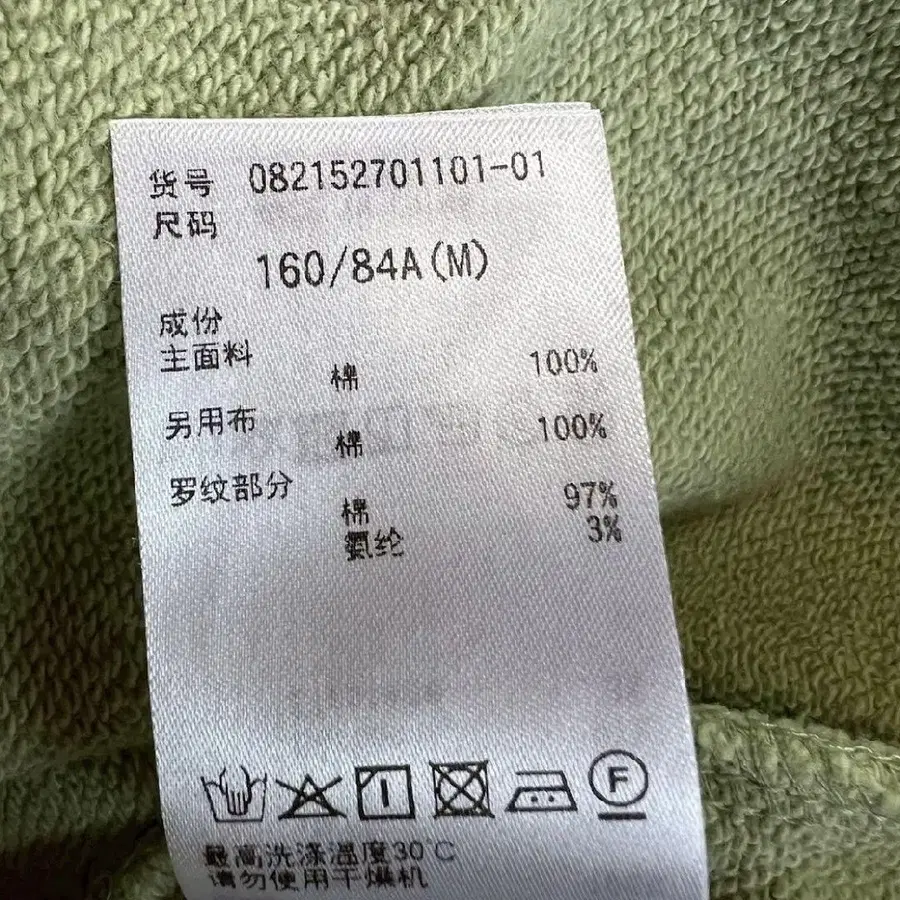 货号 082152701101-01
尺码
160/84A(M)
成份
主面料
棉 100%
另用布
棉 100%
罗纹部分
棉 97%
氨纶 3%
F
最高洗涤温度30℃
请勿使用干燥机